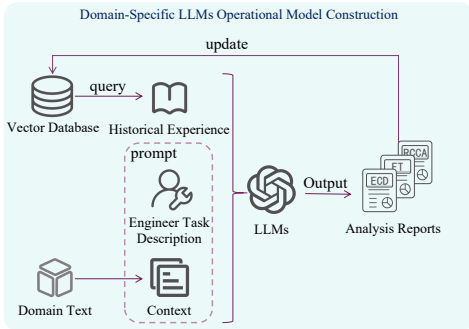 Domain-Specific LLMs Operational Model Construction
update
query
Vector Database
Historical Experience
prompt
Engineer Task
Description
LLMs
Output
RCCA
ET
ECD
Analysis Reports
Domain Text
Context